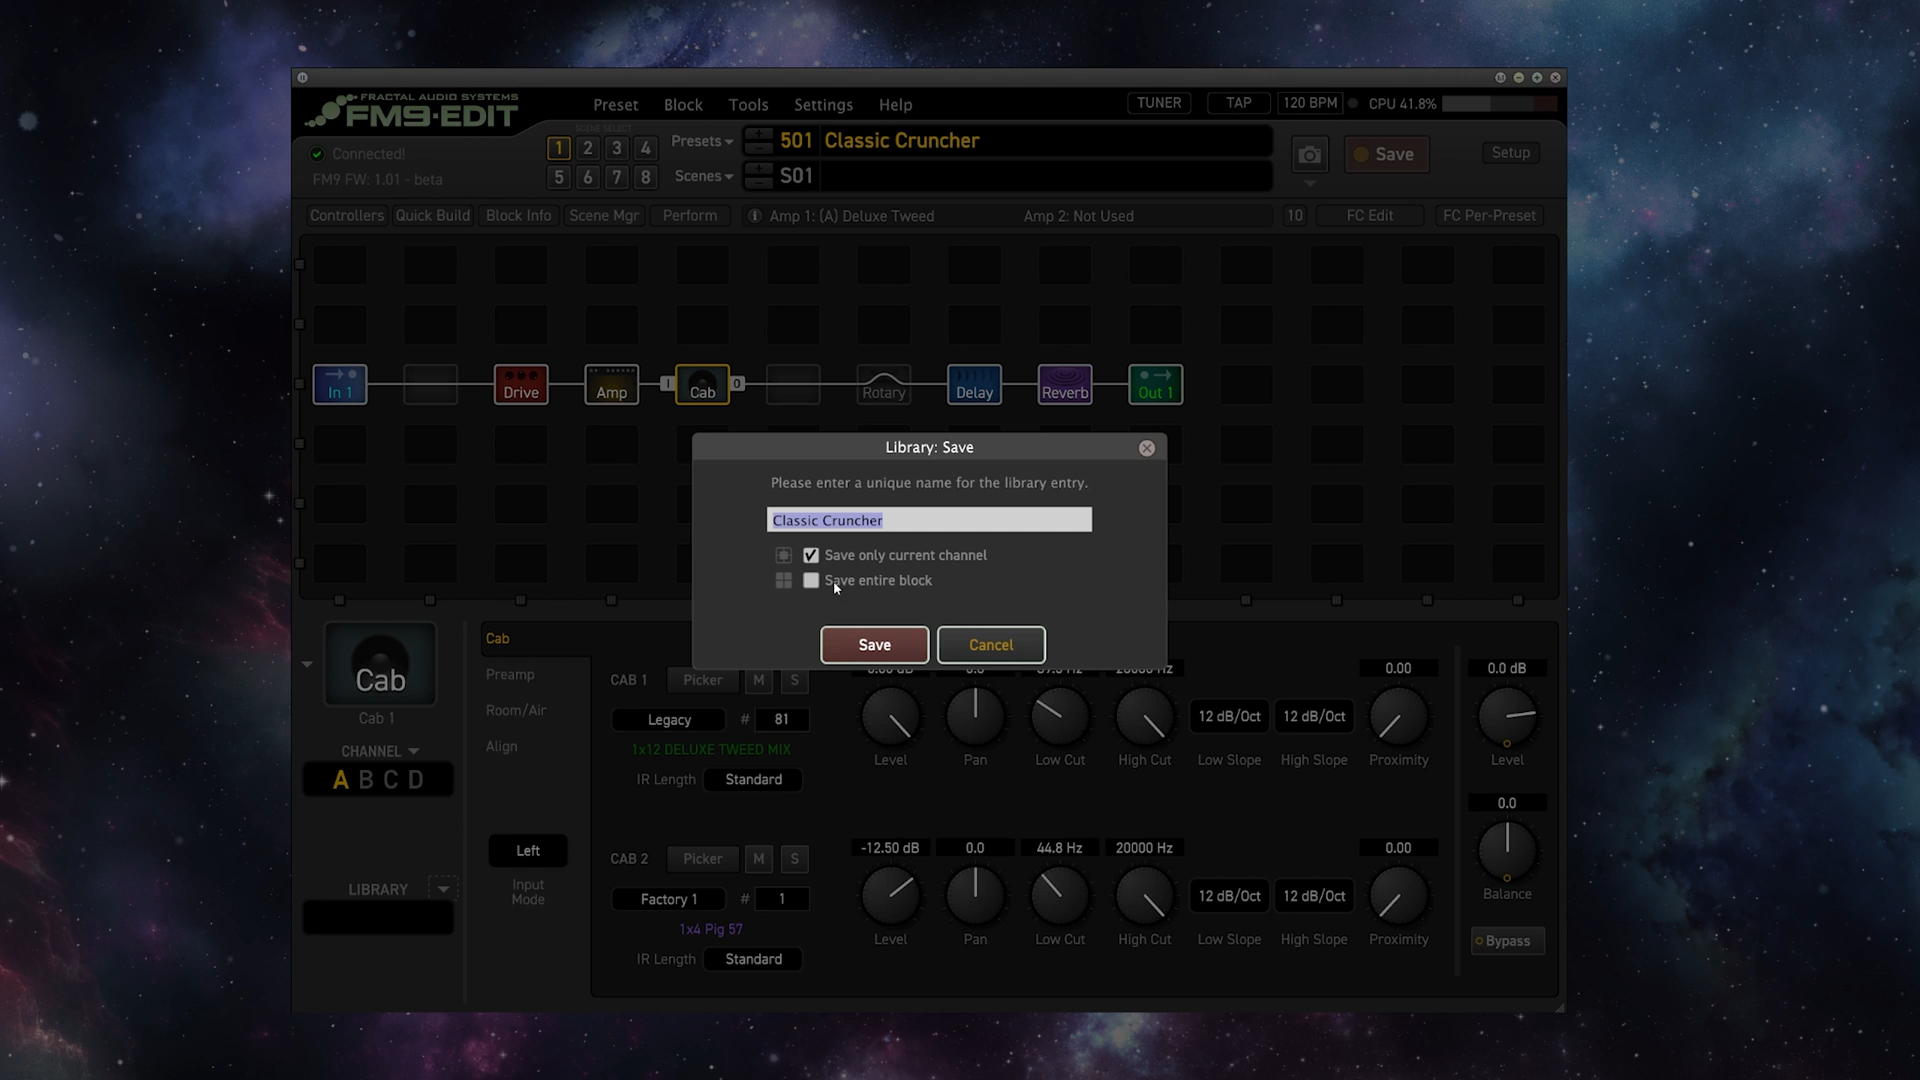 FRACTAL AUDIO SYSTEMS
FM9-EDIT
Preset Block Tools Settings Help
TUNER TAP 120 BPM CPU 41.8%
Connected!
FM9 FW: 1.01 - beta
SCENE SELECT
1 2 3 4
5 6 7 8
Presets + - 501 Classic Cruncher
Scenes + - S01
Save Setup
Controllers Quick Build Block Info Scene Mgr Perform Amp 1: (A) Deluxe Tweed Amp 2: Not Used 10 FC Edit FC Per-Preset
In 1 Drive Amp I Cab O Rotary Delay Reverb Out 1
Library: Save
Please enter a unique name for the library entry.
Classic Cruncher
Save only current channel
Save entire block
Save Cancel
Cab
Cab 1
CHANNEL
A B C D
LIBRARY
Cab
Preamp
Room/Air
Align
Left
Input
Mode
CAB 1 Picker M S
Legacy # 81
1x12 DELUXE TWEED MIX
IR Length Standard
0.00
12 dB/Oct 12 dB/Oct
Level Pan Low Cut High Cut Low Slope High Slope Proximity
CAB 2 Picker M S
Factory 1 # 1
1x4 Pig 57
IR Length Standard
-12.50 dB 0.0 44.8 Hz 20000 Hz 0.00
12 dB/Oct 12 dB/Oct
Level Pan Low Cut High Cut Low Slope High Slope Proximity
0.0 dB
Level
0.0
Balance
Bypass